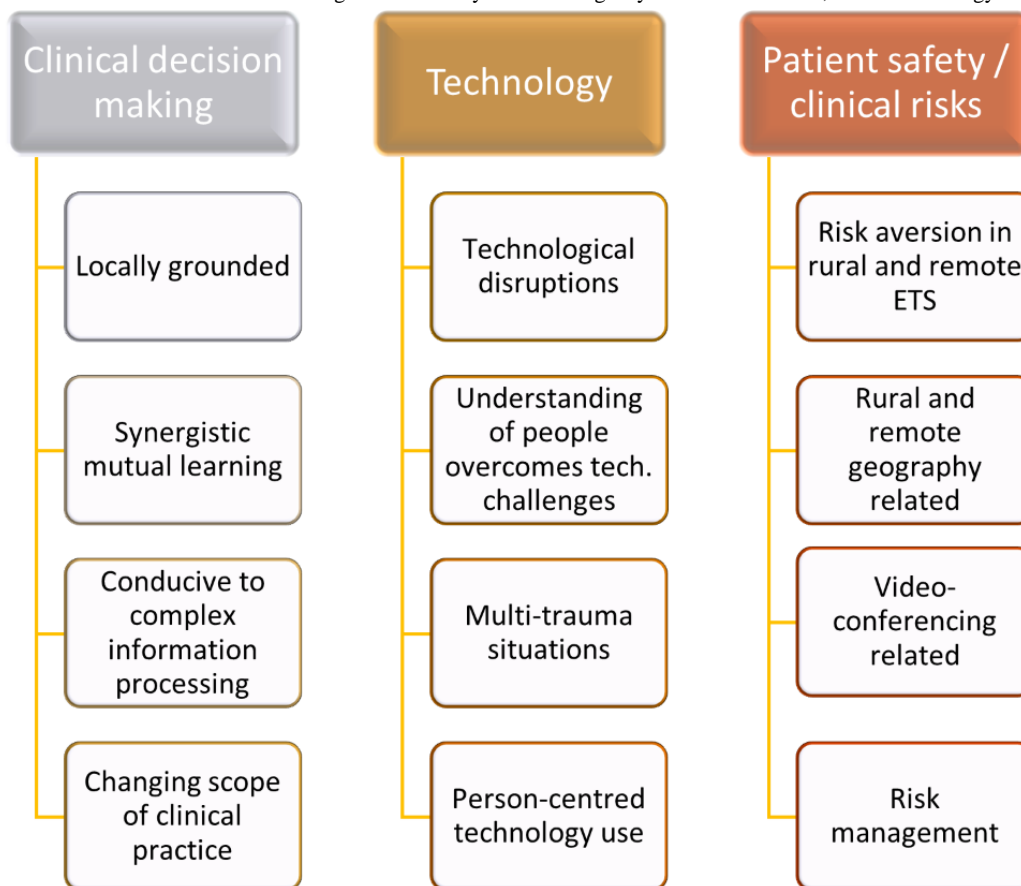 Clinical decision
making
Locally grounded
Synergistic
mutual learning
Conducive to
complex
information
processing
Changing scope
of clinical
practice
Technology
Technological
disruptions
Understanding
of people
overcomes tech.
challenges
Multi-trauma
situations
Person-centred
technology use
Patient safety /
clinical risks
Risk aversion in
rural and remote
ETS
Rural and
remote
geography
related
Video-
conferencing
related
Risk
management